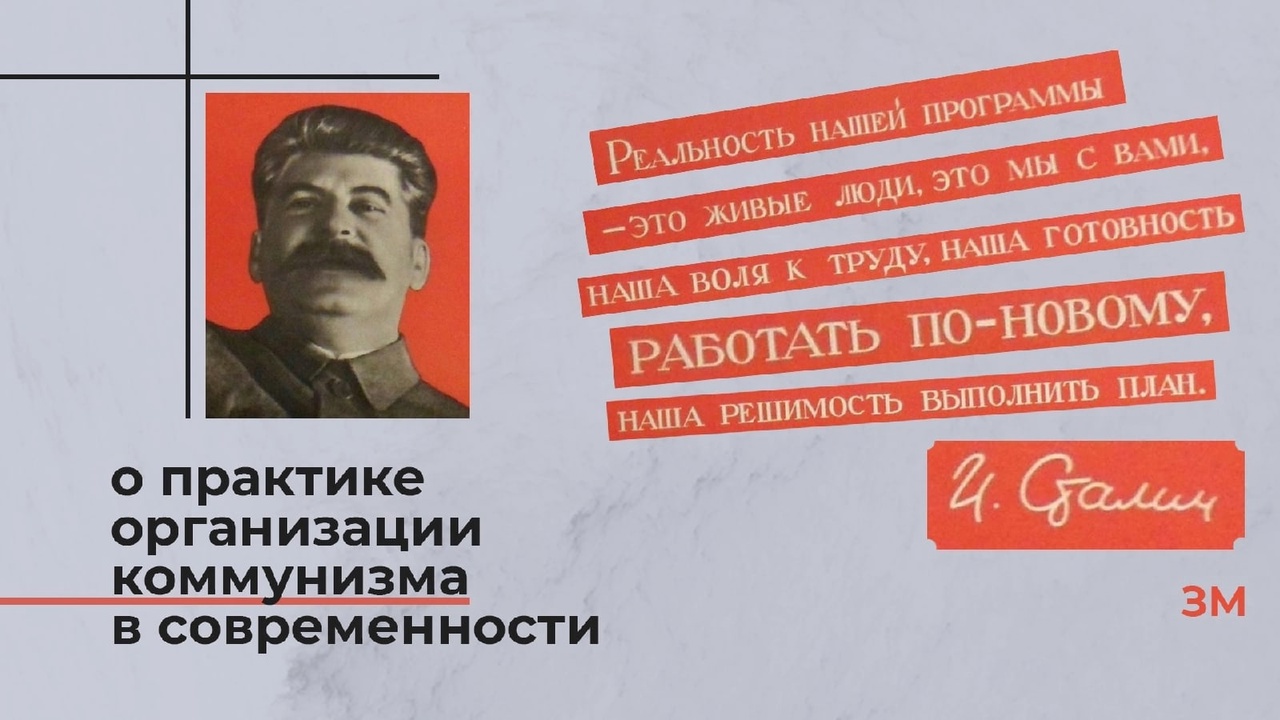 Реальность нашей программы
—это живые люди, это мы с вами,
наша воля к труду, наша готовность
РАБОТАТЬ ПО-НОВОМУ,
наша решимость выполнить план.
И. Сталин
о практике
организации
коммунизма
в современности
ЗМ